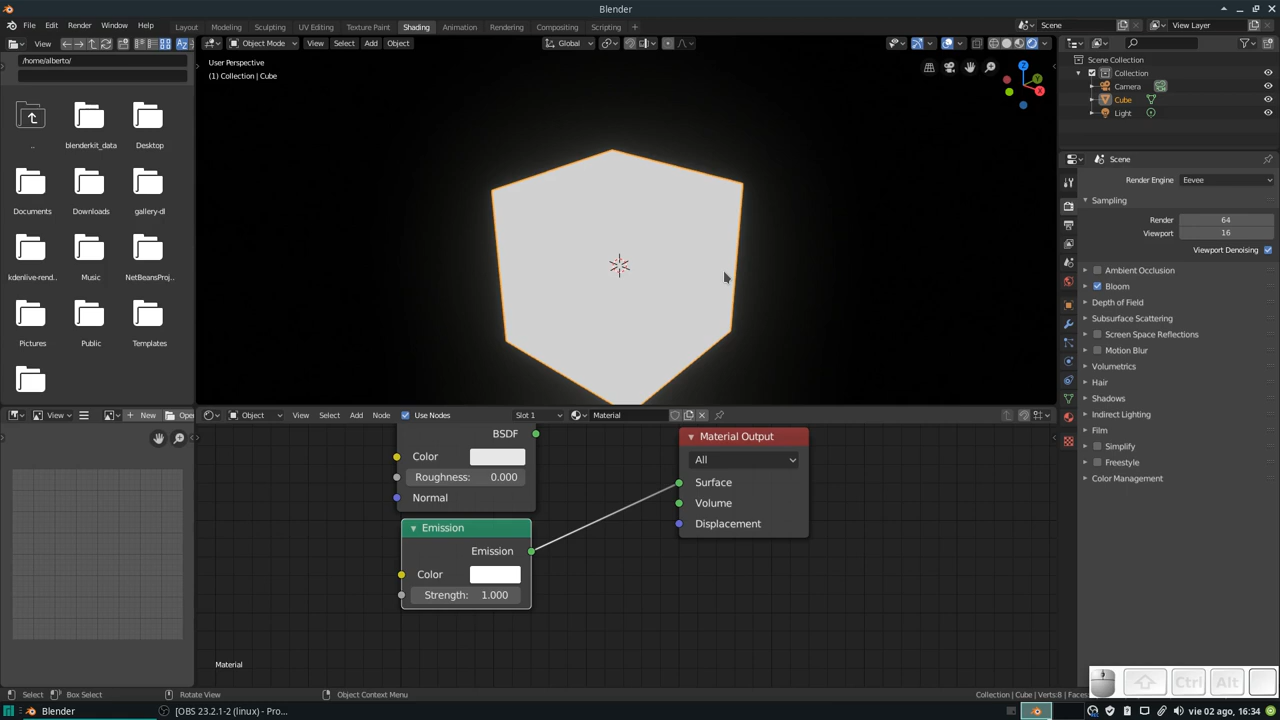 Blender
File Edit Render Window Help Layout Modeling Sculpting UV Editing Texture Paint Shading Animation Rendering Compositing Scripting Scene View Layer
View Object Mode View Select Add Object Global
/home/alberto/
User Perspective
(1) Collection | Cube
Scene Collection
Collection
Camera
Cube
Light
..
blenderkit_data
Desktop
Documents
Downloads
gallery-dl
kdenlive-rend..
Music
NetBeansProj..
Pictures
Public
Templates
Z
Y
X
Scene
Render Engine Eevee
Sampling
Render 64
Viewport 16
Viewport Denoising
Ambient Occlusion
Bloom
Depth of Field
Subsurface Scattering
Screen Space Reflections
Motion Blur
Volumetrics
Hair
Shadows
Indirect Lighting
Film
Simplify
Freestyle
Color Management
View New Open
Object View Select Add Node Use Nodes Slot 1 Material
BSDF
Color
Roughness: 0.000
Normal
Emission
Emission
Color
Strength: 1.000
Material Output
All
Surface
Volume
Displacement
Material
Select Box Select Rotate View Object Context Menu Collection | Cube | Verts:8 | Faces
Ctrl Alt
Blender [OBS 23.2.1-2 (linux) - Pro... vie 02 ago, 16:34